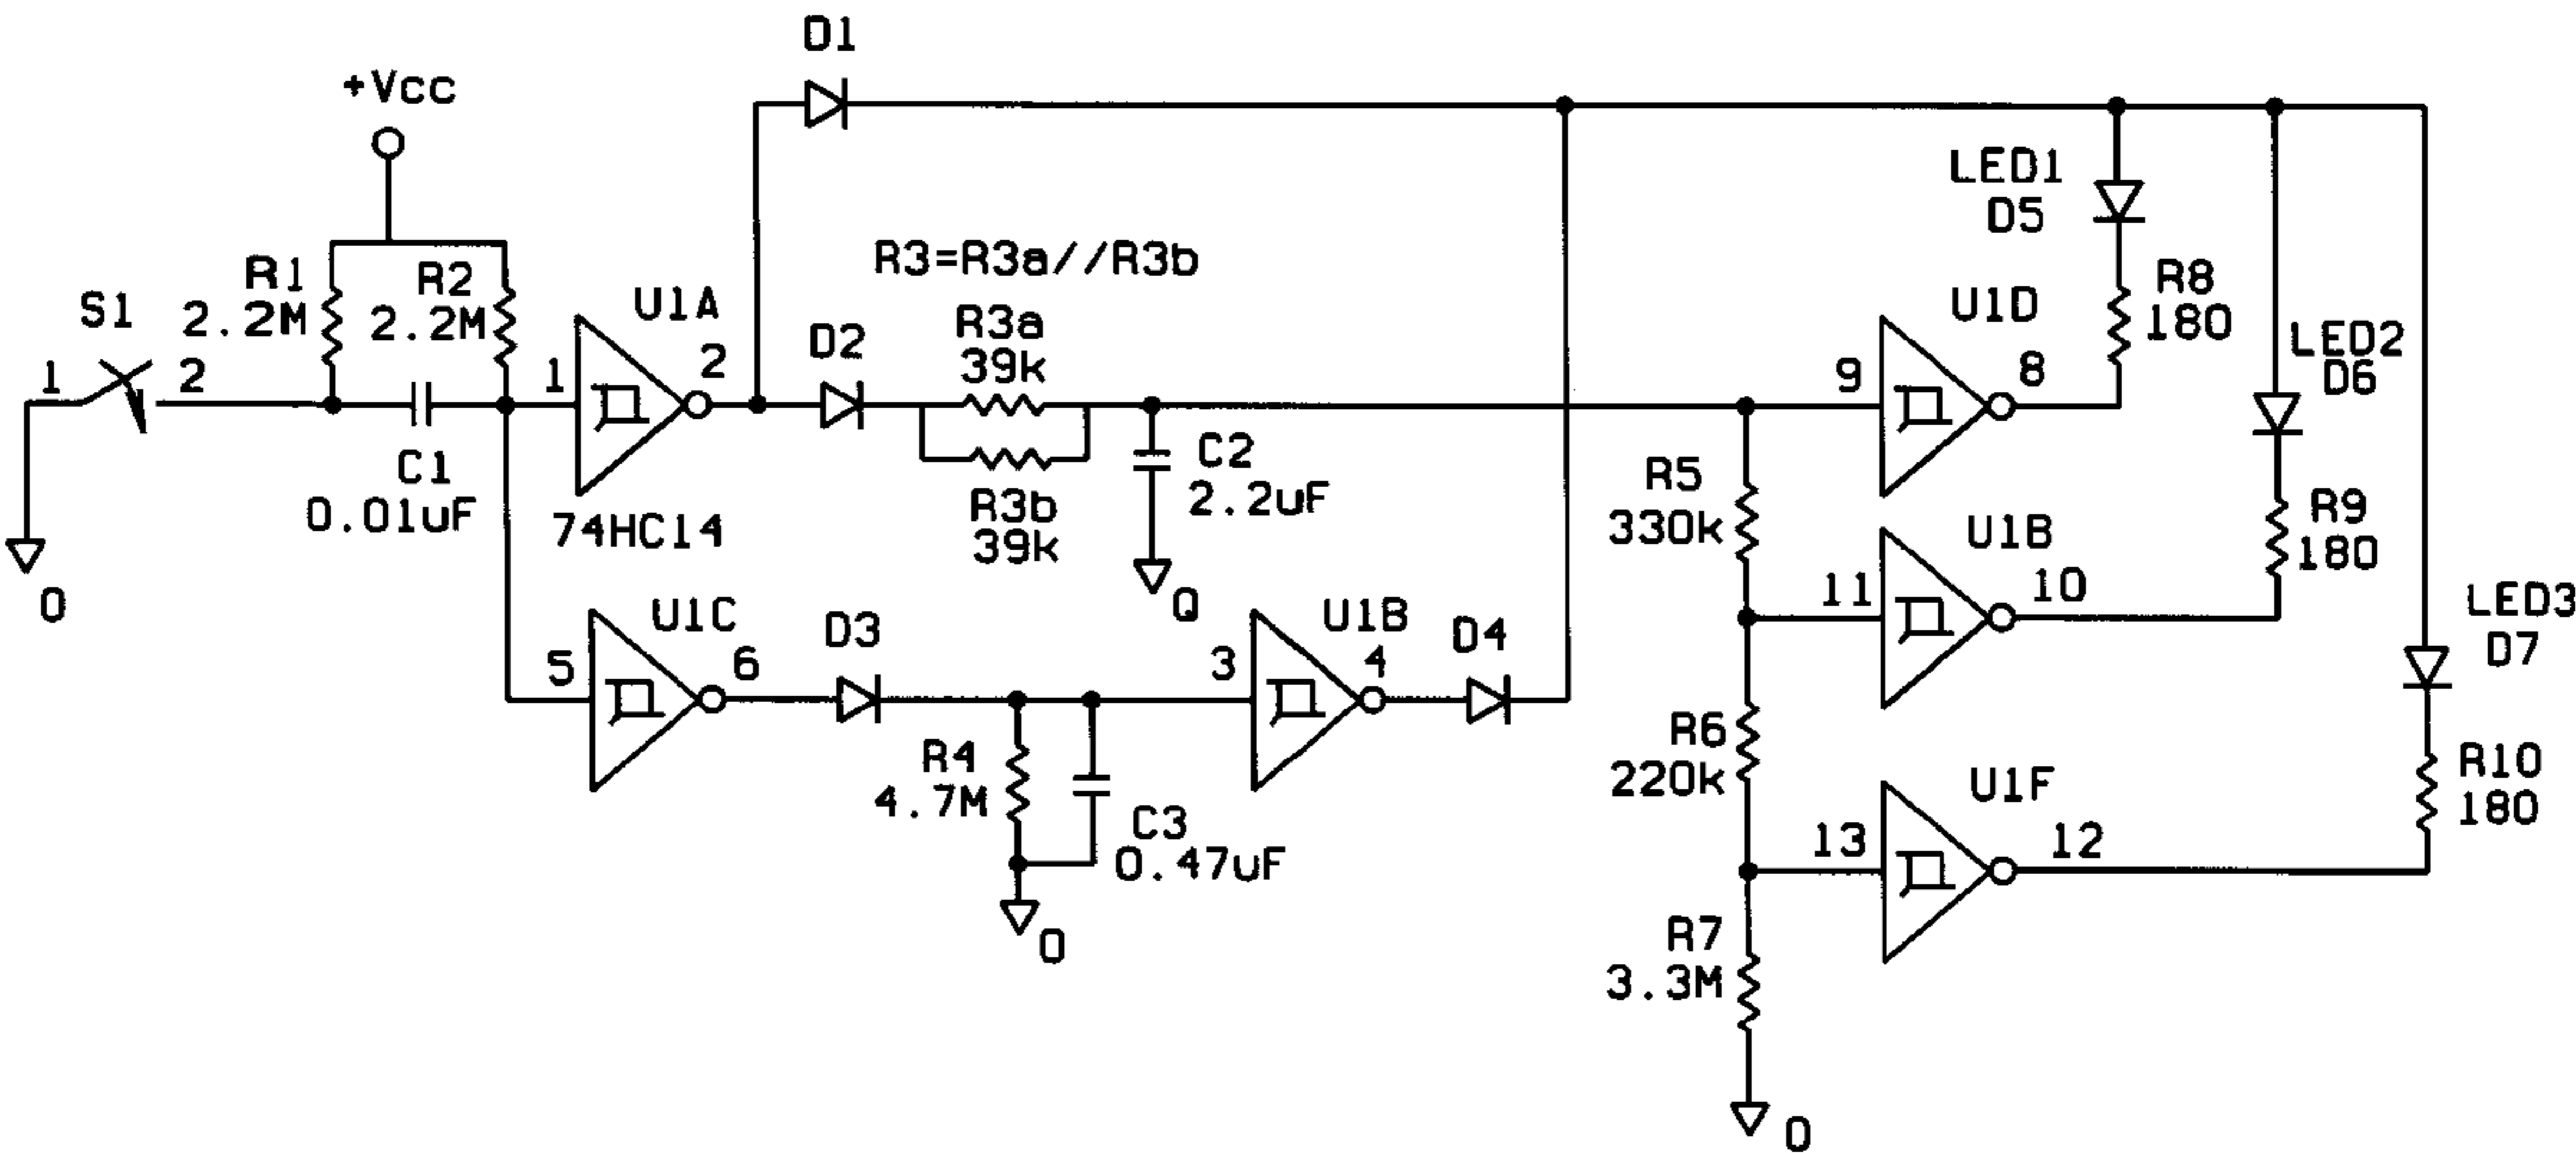 D1
+Vcc
LED1
D5
R1
2.2M
R2
2.2M
R3=R3a//R3b
S1
U1A
R3a
39k
D2
U1D
R8
180
LED2
D6
1
2
1
2
9
8
C1
0.01uF
C2
2.2uF
R5
330k
R3b
39k
74HC14
U1B
R9
180
0
Q
11
10
U1C
D3
U1B
D4
LED3
D7
5
6
3
4
R6
220k
R4
4.7M
C3
0.47uF
U1F
R10
180
13
12
0
R7
3.3M
0